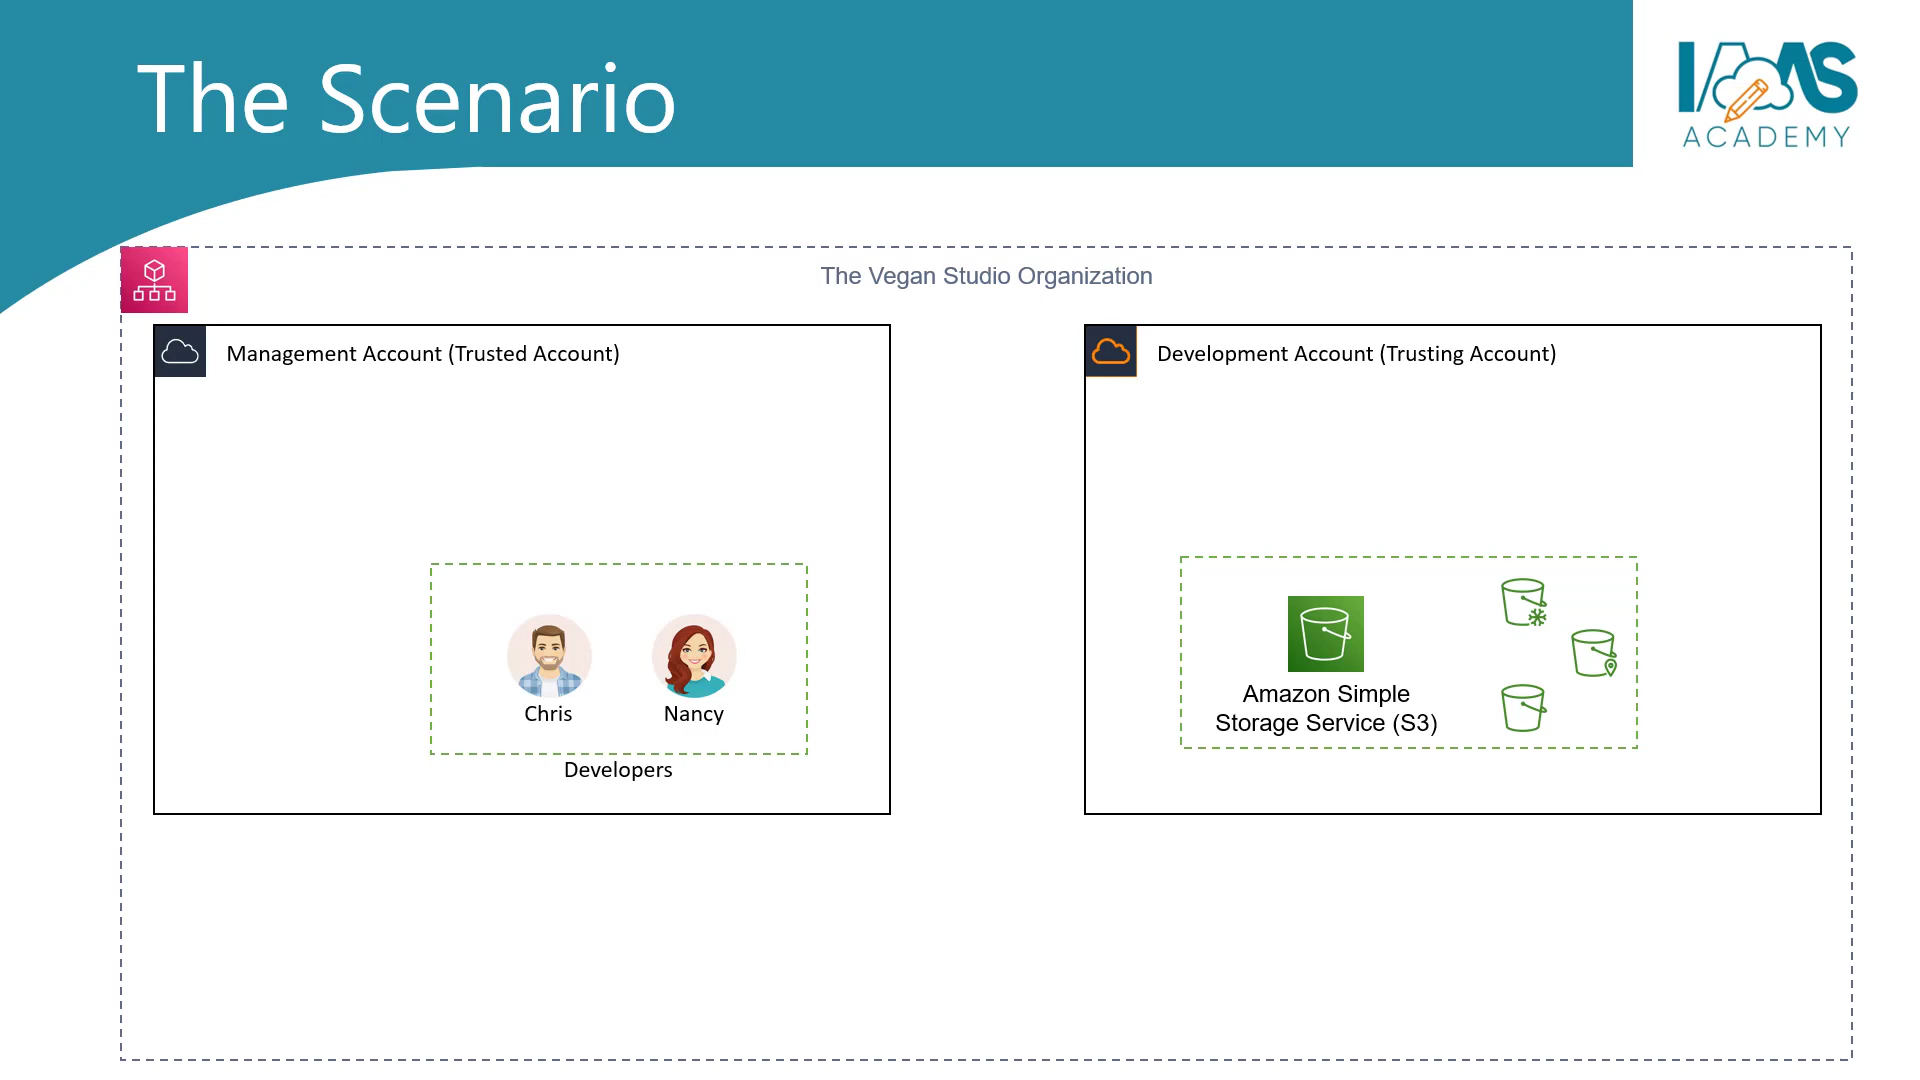 The Scenario
IAAS
ACADEMY
The Vegan Studio Organization
Management Account (Trusted Account)
Development Account (Trusting Account)
Chris
Nancy
Developers
Amazon Simple
Storage Service (S3)